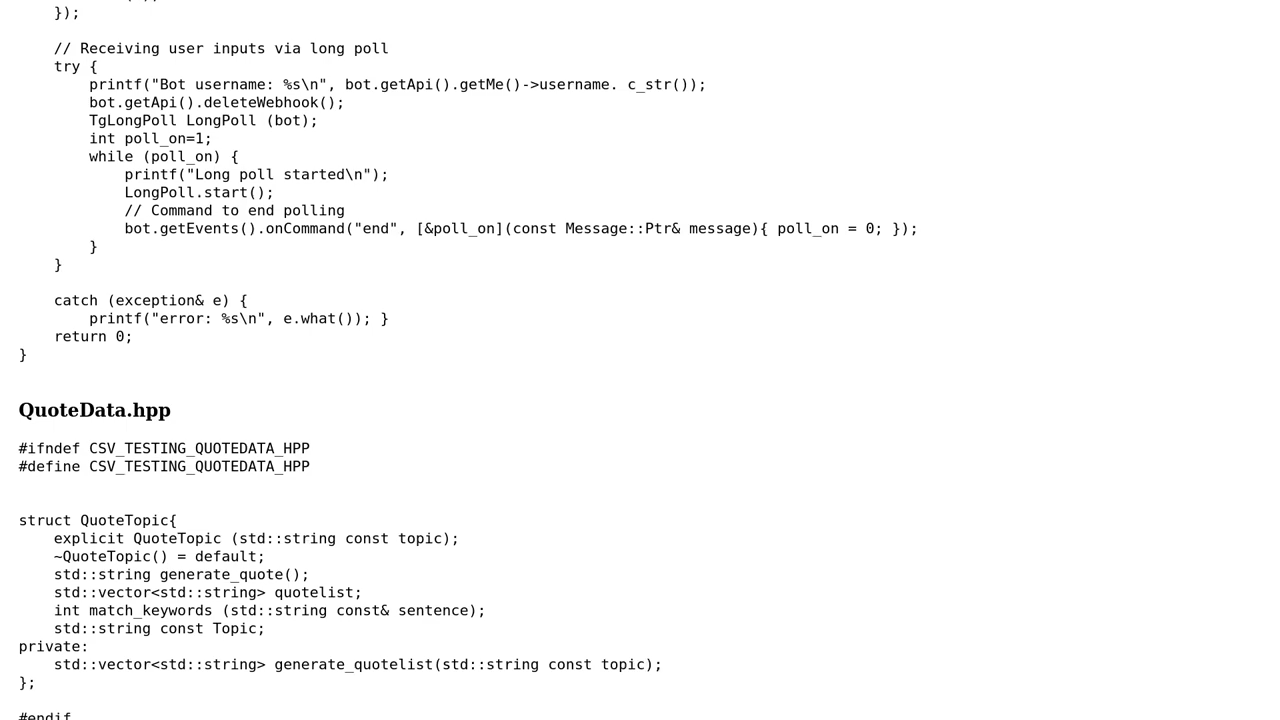 });

    // Receiving user inputs via long poll
    try {
        printf("Bot username: %s\n", bot.getApi().getMe()->username. c_str());
        bot.getApi().deleteWebhook();
        TgLongPoll LongPoll (bot);
        int poll_on=1;
        while (poll_on) {
            printf("Long poll started\n");
            LongPoll.start();
            // Command to end polling
            bot.getEvents().onCommand("end", [&poll_on](const Message::Ptr& message){ poll_on = 0; });
        }
    }

    catch (exception& e) {
        printf("error: %s\n", e.what()); }
    return 0;
}

QuoteData.hpp

#ifndef CSV_TESTING_QUOTEDATA_HPP
#define CSV_TESTING_QUOTEDATA_HPP


struct QuoteTopic{
    explicit QuoteTopic (std::string const topic);
    ~QuoteTopic() = default;
    std::string generate_quote();
    std::vector<std::string> quotelist;
    int match_keywords (std::string const& sentence);
    std::string const Topic;
private:
    std::vector<std::string> generate_quotelist(std::string const topic);
};

#endif